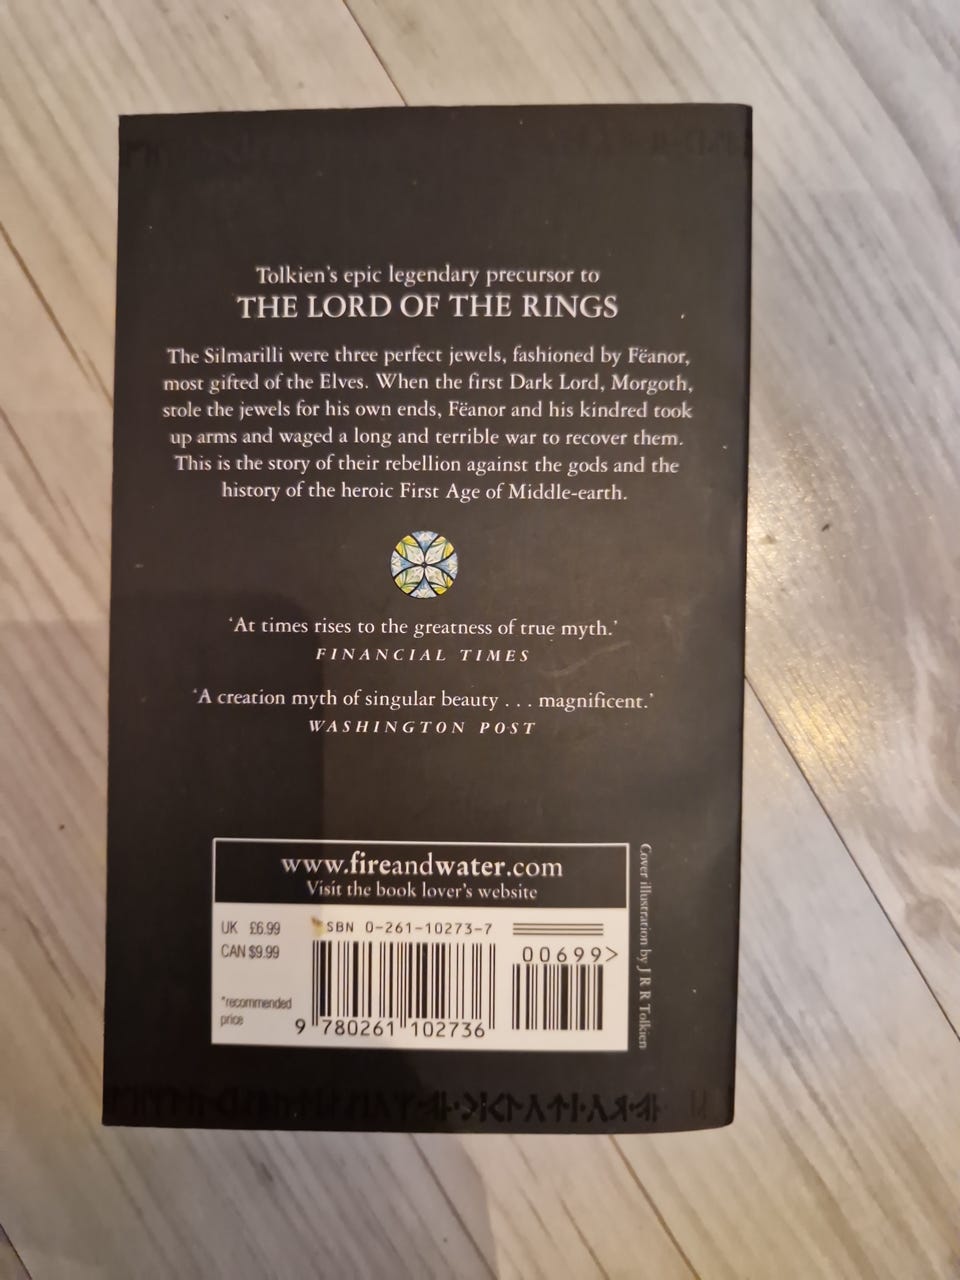 Tolkien's epic legendary precursor to
THE LORD OF THE RINGS
The Silmarilli were three perfect jewels, fashioned by Fëanor,
most gifted of the Elves. When the first Dark Lord, Morgoth,
stole the jewels for his own ends, Fëanor and his kindred took
up arms and waged a long and terrible war to recover them.
This is the story of their rebellion against the gods and the
history of the heroic First Age of Middle-earth.
'At times rises to the greatness of true myth.'
FINANCIAL TIMES
'A creation myth of singular beauty . . . magnificent.'
WASHINGTON POST
www.fireandwater.com
Visit the book lover's website
UK £6.99
CAN $9.99
*recommended
price
SBN 0-261-10273-7
00699>
9 780261 102736
Cover illustration by J R R Tolkien